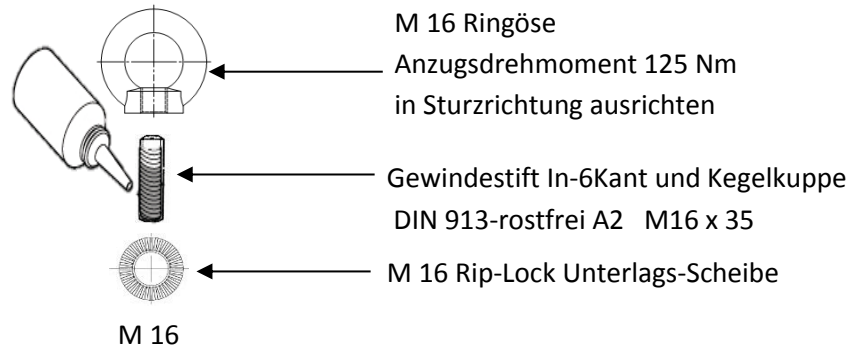 M 16 Ringöse
Anzugsdrehmoment 125 Nm
in Sturzrichtung ausrichten
Gewindestift In-6Kant und Kegelkuppe
DIN 913-rostfrei A2 M16 x 35
M 16 Rip-Lock Unterlags-Scheibe
M 16